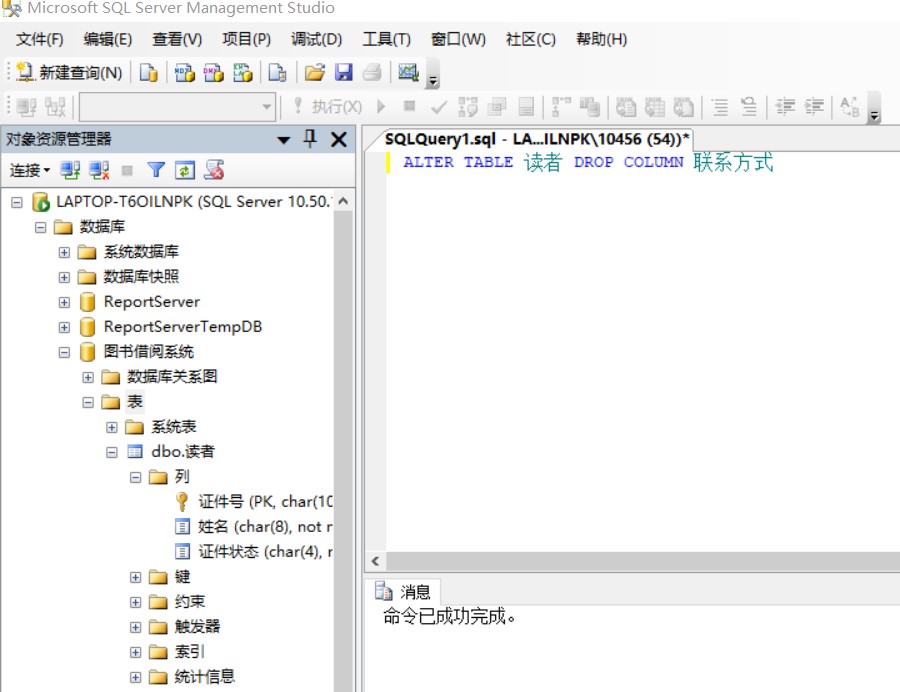 Microsoft SQL Server Management Studio
文件(F) 编辑(E) 查看(V) 项目(P) 调试(D) 工具(T) 窗口(W) 社区(C) 帮助(H)
新建查询(N)
执行(X)
对象资源管理器
SQLQuery1.sql - LA...ILNPK\10456 (54))*
连接
ALTER TABLE 读者 DROP COLUMN 联系方式
LAPTOP-T6OILNPK (SQL Server 10.50.
数据库
系统数据库
数据库快照
ReportServer
ReportServerTempDB
图书借阅系统
数据库关系图
表
系统表
dbo.读者
列
证件号 (PK, char(10
姓名 (char(8), not n
证件状态 (char(4), n
键
约束
触发器
索引
统计信息
消息
命令已成功完成。